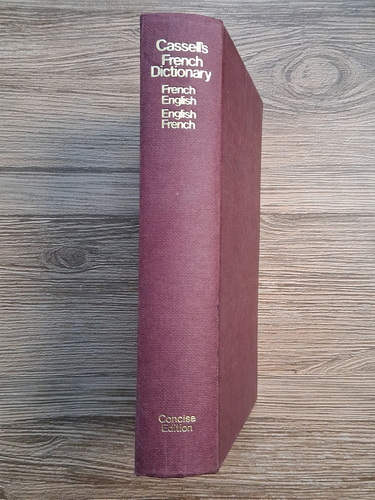 Cassell's
French
Dictionary
French
English
English
French
Concise
Edition